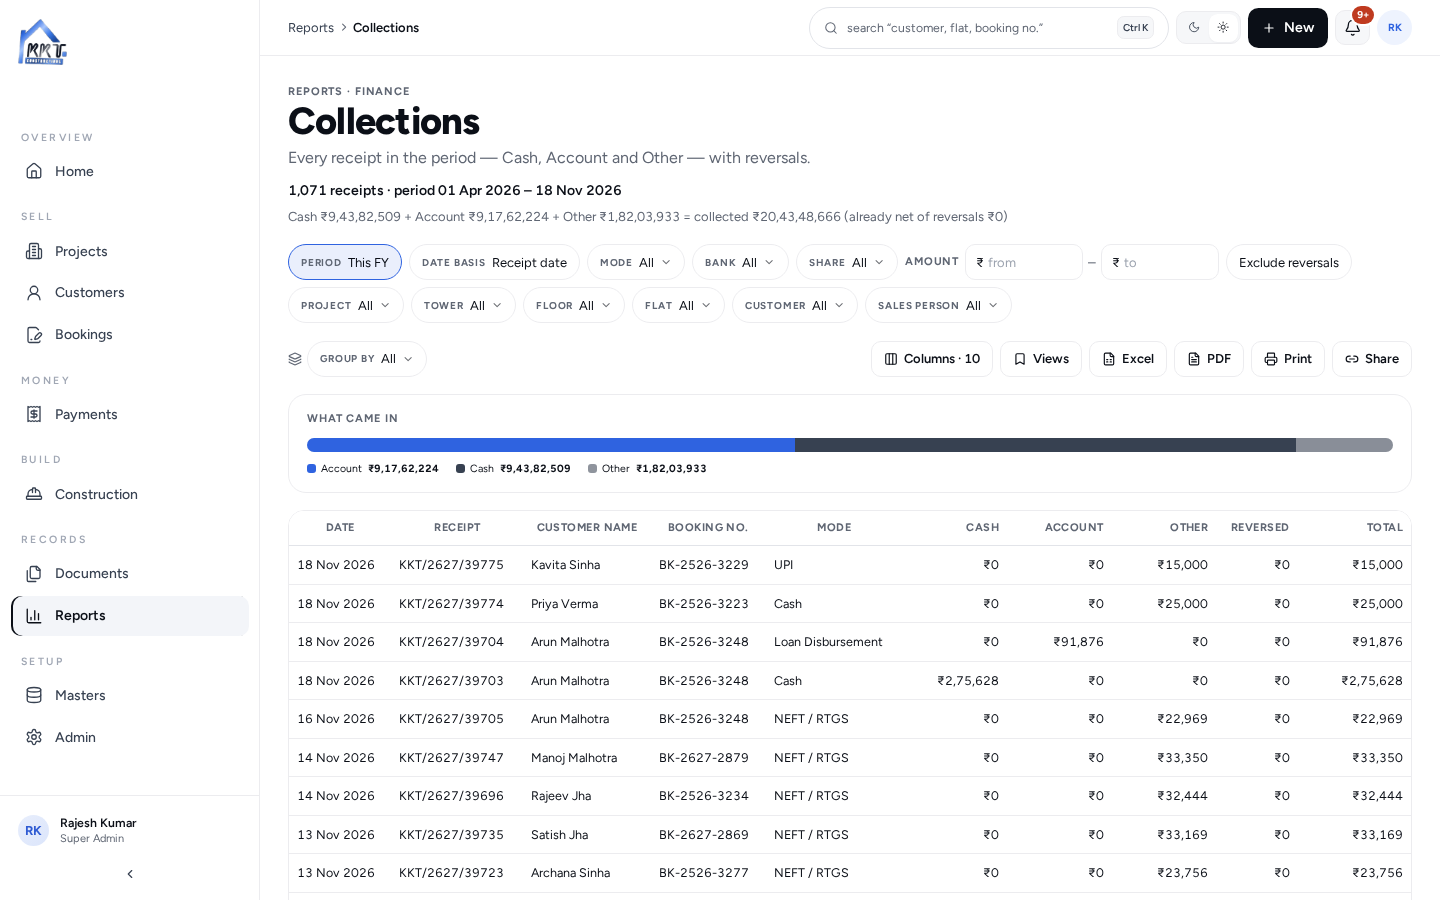 KKT
CONSTRUCTIONS
Reports › Collections
search “customer, flat, booking no.”
Ctrl K
+ New
9+
RK
OVERVIEW
Home
SELL
Projects
Customers
Bookings
MONEY
Payments
BUILD
Construction
RECORDS
Documents
Reports
SETUP
Masters
Admin
RK
Rajesh Kumar
Super Admin
REPORTS · FINANCE
Collections
Every receipt in the period — Cash, Account and Other — with reversals.
1,071 receipts · period 01 Apr 2026 – 18 Nov 2026
Cash ₹9,43,82,509 + Account ₹9,17,62,224 + Other ₹1,82,03,933 = collected ₹20,43,48,666 (already net of reversals ₹0)
PERIOD This FY DATE BASIS Receipt date MODE All BANK All SHARE All AMOUNT ₹ from – ₹ to Exclude reversals
PROJECT All TOWER All FLOOR All FLAT All CUSTOMER All SALES PERSON All
GROUP BY All Columns · 10 Views Excel PDF Print Share
WHAT CAME IN
Account ₹9,17,62,224 Cash ₹9,43,82,509 Other ₹1,82,03,933
DATE RECEIPT CUSTOMER NAME BOOKING NO. MODE CASH ACCOUNT OTHER REVERSED TOTAL
18 Nov 2026 KKT/2627/39775 Kavita Sinha BK-2526-3229 UPI ₹0 ₹0 ₹15,000 ₹0 ₹15,000
18 Nov 2026 KKT/2627/39774 Priya Verma BK-2526-3223 Cash ₹0 ₹0 ₹25,000 ₹0 ₹25,000
18 Nov 2026 KKT/2627/39704 Arun Malhotra BK-2526-3248 Loan Disbursement ₹0 ₹91,876 ₹0 ₹0 ₹91,876
18 Nov 2026 KKT/2627/39703 Arun Malhotra BK-2526-3248 Cash ₹2,75,628 ₹0 ₹0 ₹0 ₹2,75,628
16 Nov 2026 KKT/2627/39705 Arun Malhotra BK-2526-3248 NEFT / RTGS ₹0 ₹0 ₹22,969 ₹0 ₹22,969
14 Nov 2026 KKT/2627/39747 Manoj Malhotra BK-2627-2879 NEFT / RTGS ₹0 ₹0 ₹33,350 ₹0 ₹33,350
14 Nov 2026 KKT/2627/39696 Rajeev Jha BK-2526-3234 NEFT / RTGS ₹0 ₹0 ₹32,444 ₹0 ₹32,444
13 Nov 2026 KKT/2627/39735 Satish Jha BK-2627-2869 NEFT / RTGS ₹0 ₹0 ₹33,169 ₹0 ₹33,169
13 Nov 2026 KKT/2627/39723 Archana Sinha BK-2526-3277 NEFT / RTGS ₹0 ₹0 ₹23,756 ₹0 ₹23,756